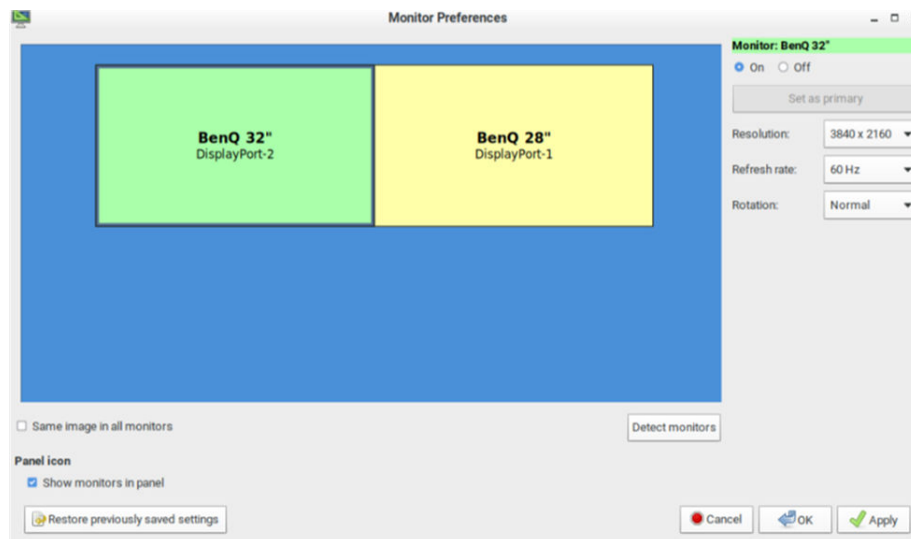 Monitor Preferences
BenQ 32"
DisplayPort-2
BenQ 28"
DisplayPort-1
Monitor: BenQ 32"
On Off
Set as primary
Resolution: 3840 x 2160
Refresh rate: 60 Hz
Rotation: Normal
Same image in all monitors
Detect monitors
Panel icon
Show monitors in panel
Restore previously saved settings
Cancel OK Apply